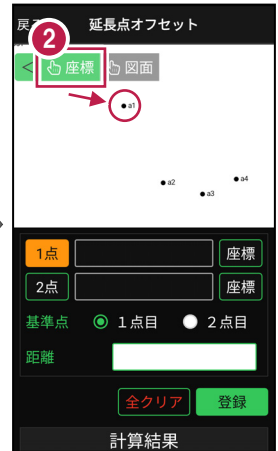 戻る 延長点オフセット
2
< 座標 図面
a1
a2
a4
a3
1点 座標
2点 座標
基準点 1点目 2点目
距離
全クリア 登録
計算結果